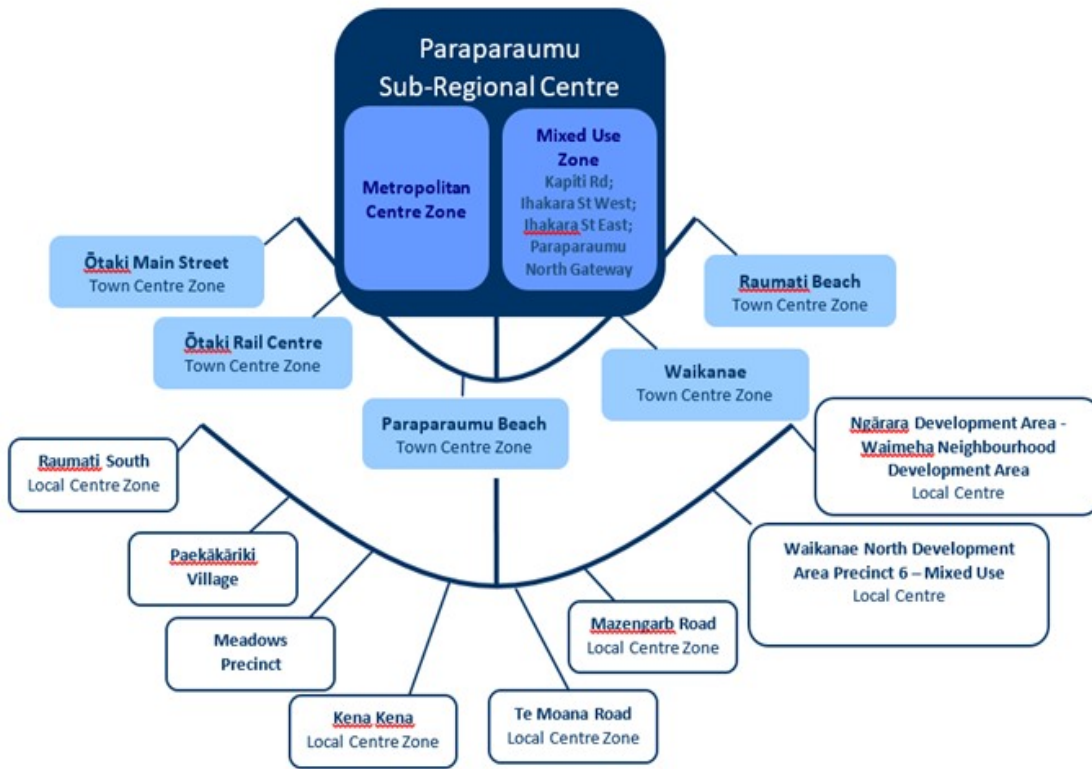 Paraparaumu
Sub-Regional Centre
Metropolitan
Centre Zone
Mixed Use
Zone
Kapiti Rd;
Ihakara St West;
Ihakara St East;
Paraparaumu
North Gateway
Ōtaki Main Street
Town Centre Zone
Ōtaki Rail Centre
Town Centre Zone
Paraparaumu Beach
Town Centre Zone
Waikanae
Town Centre Zone
Raumati Beach
Town Centre Zone
Raumati South
Local Centre Zone
Paekākāriki
Village
Meadows
Precinct
Kena Kena
Local Centre Zone
Te Moana Road
Local Centre Zone
Mazengarb Road
Local Centre Zone
Waikanae North Development
Area Precinct 6 – Mixed Use
Local Centre
Ngārara Development Area -
Waimeha Neighbourhood
Development Area
Local Centre